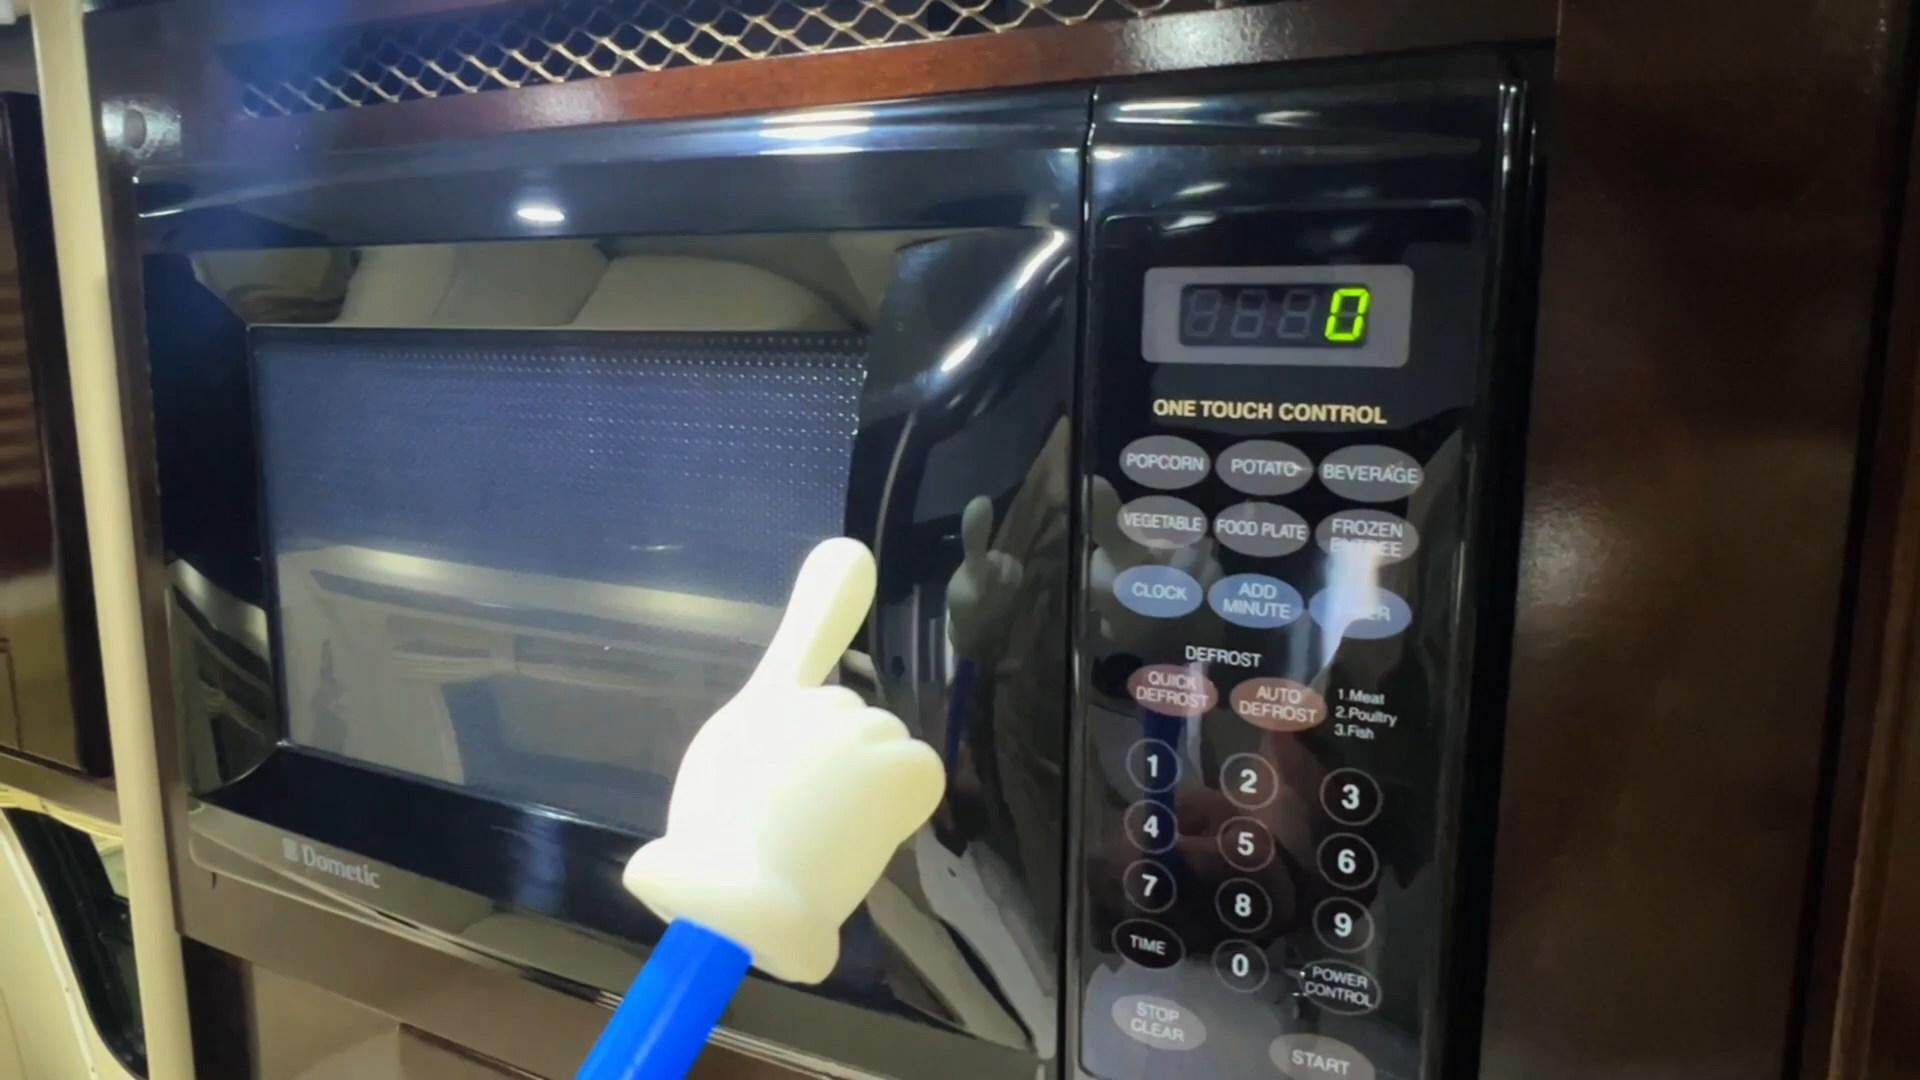 0
ONE TOUCH CONTROL
POPCORN
POTATO
BEVERAGE
VEGETABLE
FOOD PLATE
FROZEN
ENTREE
CLOCK
ADD
MINUTE
DEFROST
QUICK
DEFROST
AUTO
DEFROST
1.Meat
2.Poultry
3.Fish
1
2
3
4
5
6
7
8
9
TIME
0
POWER
CONTROL
STOP
CLEAR
START
Dometic